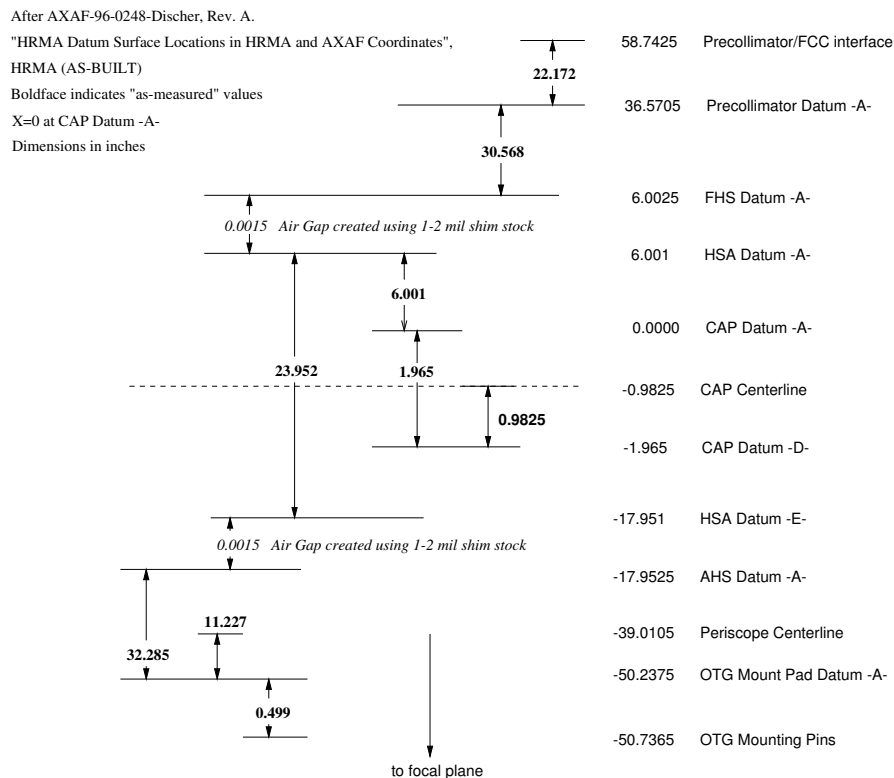 After AXAF-96-0248-Discher, Rev. A.
"HRMA Datum Surface Locations in HRMA and AXAF Coordinates",
HRMA (AS-BUILT)
Boldface indicates "as-measured" values
X=0 at CAP Datum -A-
Dimensions in inches
58.7425 Precollimator/FCC interface
22.172
36.5705 Precollimator Datum -A-
30.568
6.0025 FHS Datum -A-
0.0015 Air Gap created using 1-2 mil shim stock
6.001 HSA Datum -A-
6.001
0.0000 CAP Datum -A-
23.952
1.965
-0.9825 CAP Centerline
0.9825
-1.965 CAP Datum -D-
-17.951 HSA Datum -E-
0.0015 Air Gap created using 1-2 mil shim stock
-17.9525 AHS Datum -A-
11.227
-39.0105 Periscope Centerline
32.285
-50.2375 OTG Mount Pad Datum -A-
0.499
-50.7365 OTG Mounting Pins
to focal plane